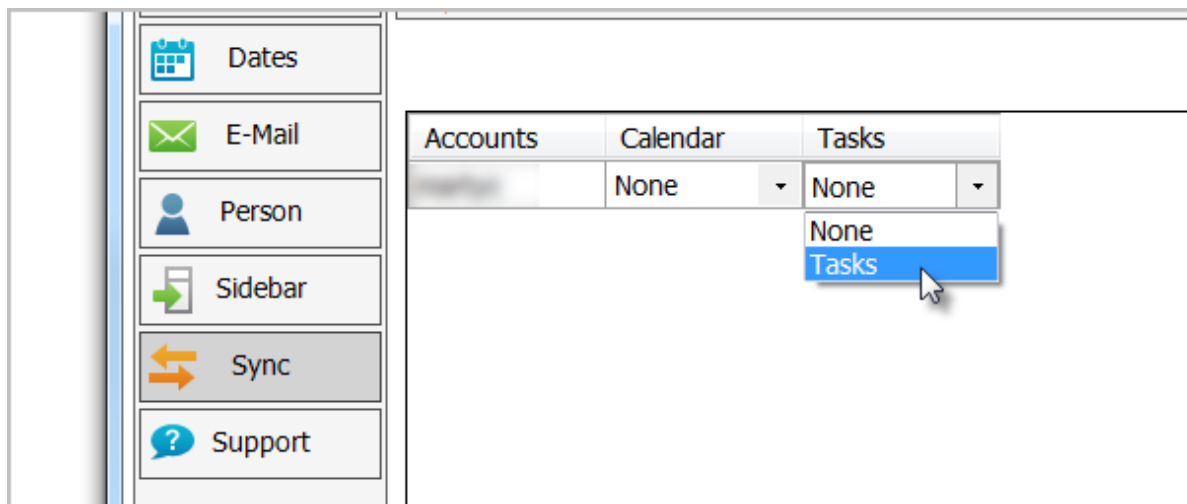 Dates
E-Mail
Person
Sidebar
Sync
Support
Accounts Calendar Tasks
None None
None
Tasks